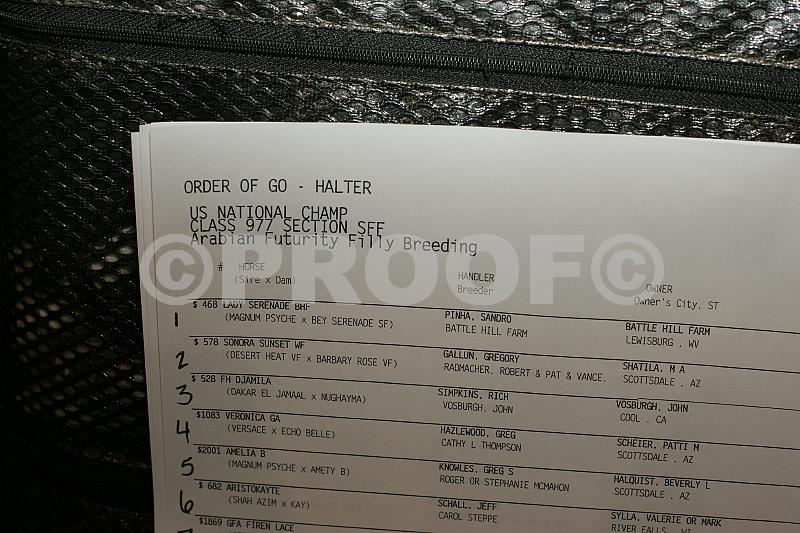 ORDER OF GO - HALTER
US NATIONAL CHAMP
CLASS 977 SECTION SFF
Arabian Futurity Filly Breeding
©PROOF©
# HORSE HANDLER OWNER
(Sire x Dam) Breeder Owner's City, ST
1 $ 468 LADY SERENADE BHF PINHA, SANDRO BATTLE HILL FARM
(MAGNUM PSYCHE x BEY SERENADE SF) BATTLE HILL FARM LEWISBURG , WV
2 $ 578 SONORA SUNSET WF GALLUN, GREGORY SHATILA, M A
(DESERT HEAT VF x BARBARY ROSE VF) RADMACHER, ROBERT & PAT & VANCE, SCOTTSDALE , AZ
3 $ 528 FH DJAMILA SIMPKINS, RICH VOSBURGH, JOHN
(DAKAR EL JAMAAL x NUGHAYMA) VOSBURGH, JOHN COOL , CA
4 $1083 VERONICA GA HAZLEWOOD, GREG SCHEIER, PATTI M
(VERSACE x ECHO BELLE) CATHY L THOMPSON SCOTTSDALE , AZ
5 $2001 AMELIA B KNOWLES, GREG S HALQUIST, BEVERLY L
(MAGNUM PSYCHE x AMETY B) ROGER OR STEPHANIE MCMAHON SCOTTSDALE , AZ
6 $ 682 ARISTOKAYTE SCHALL, JEFF SYLLA, VALERIE OR MARK
(SHAH AZIM x KAY) CAROL STEPPE RIVER FALLS , WI
$1869 GFA FIREN LACE